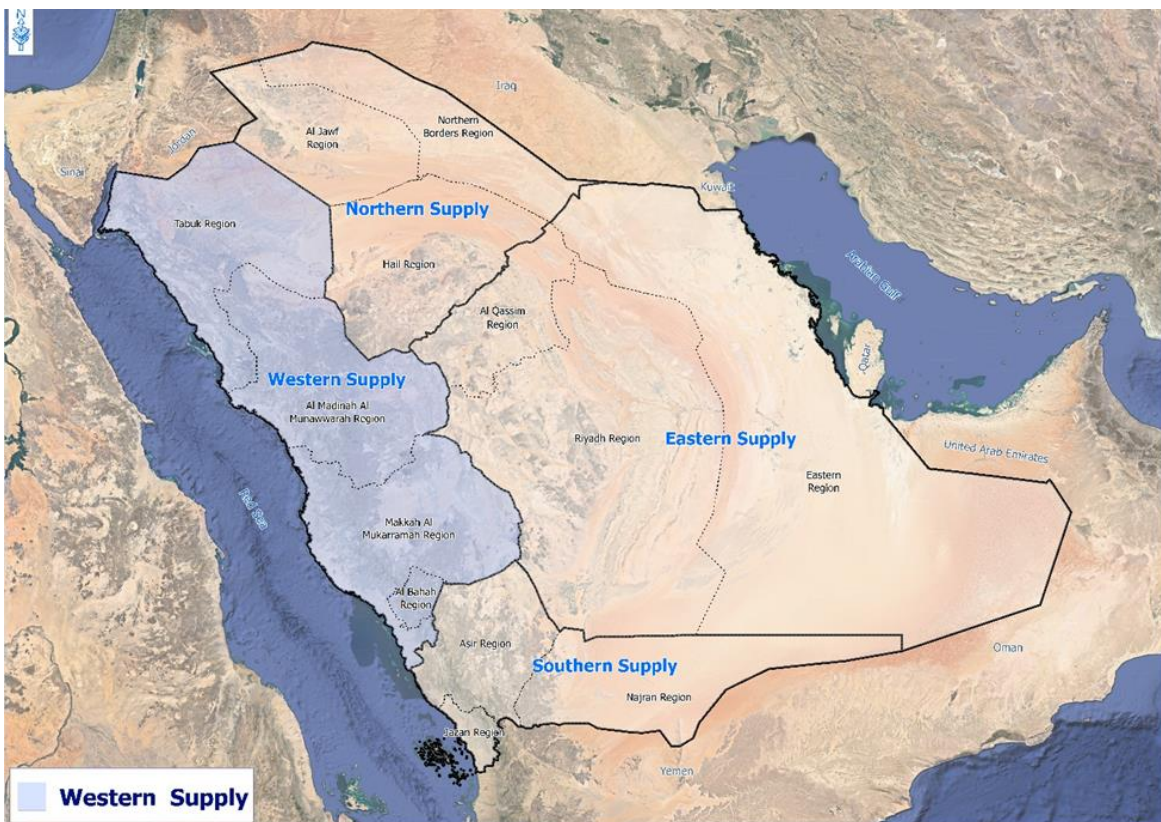 N
Iraq
Northern
Borders Region
Al Jawf
Region
Jordan
Sinai
Kuwait
Northern Supply
Tabuk Region
Hail Region
Arabian Gulf
Al Qassim
Region
Qatar
Western Supply
Al Madinah Al
Munawwarah Region
Riyadh Region
Eastern Supply
United Arab Emirates
Eastern
Region
Red Sea
Makkah Al
Mukarramah Region
Al Bahah
Region
Asir Region
Oman
Southern Supply
Najran Region
Jazan Region
Yemen
Western Supply